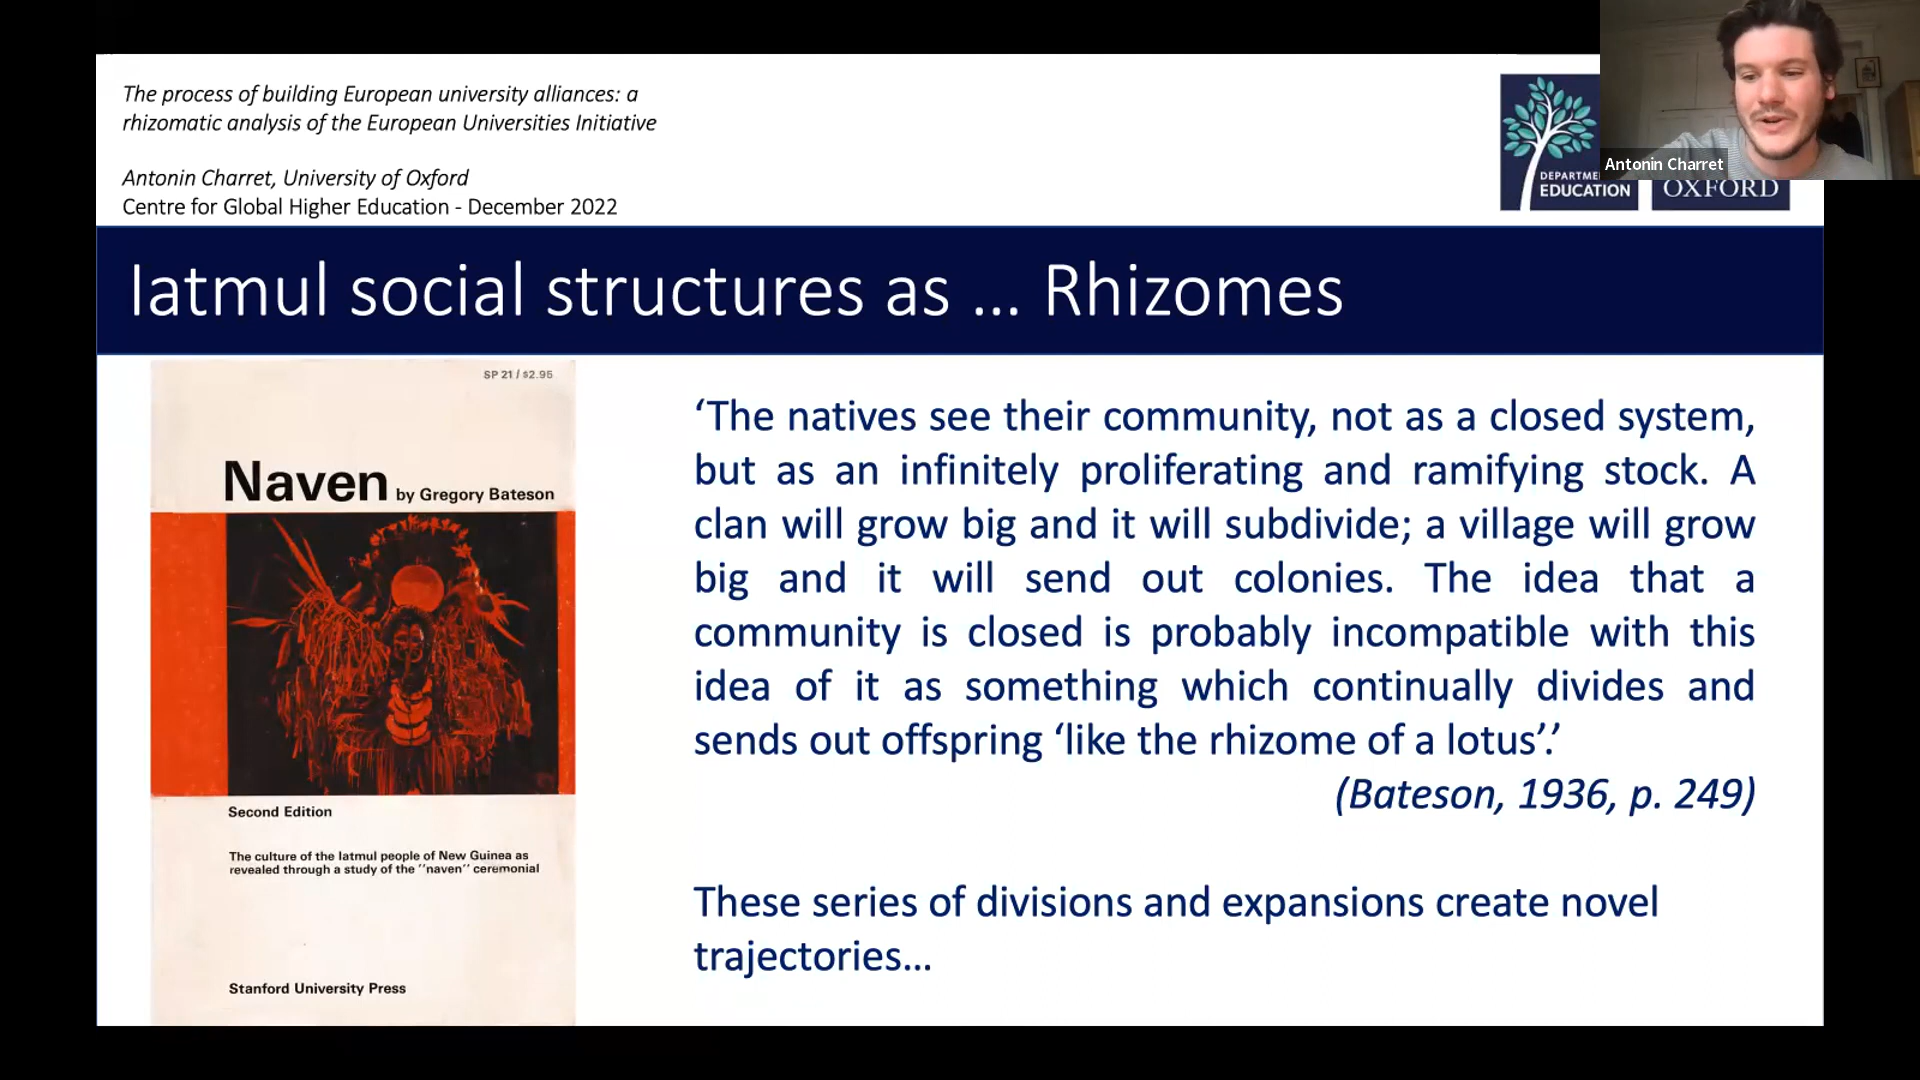 The process of building European university alliances: a
rhizomatic analysis of the European Universities Initiative
Antonin Charret, University of Oxford
Centre for Global Higher Education - December 2022
EDUCATION
OXFORD
Antonin Charret
Iatmul social structures as ... Rhizomes
SP 21 / $2.95
Naven by Gregory Bateson
Second Edition
The culture of the Iatmul people of New Guinea as
revealed through a study of the "naven" ceremonial
Stanford University Press
‘The natives see their community, not as a closed system,
but as an infinitely proliferating and ramifying stock. A
clan will grow big and it will subdivide; a village will grow
big and it will send out colonies. The idea that a
community is closed is probably incompatible with this
idea of it as something which continually divides and
sends out offspring ‘like the rhizome of a lotus’.’
(Bateson, 1936, p. 249)
These series of divisions and expansions create novel
trajectories...